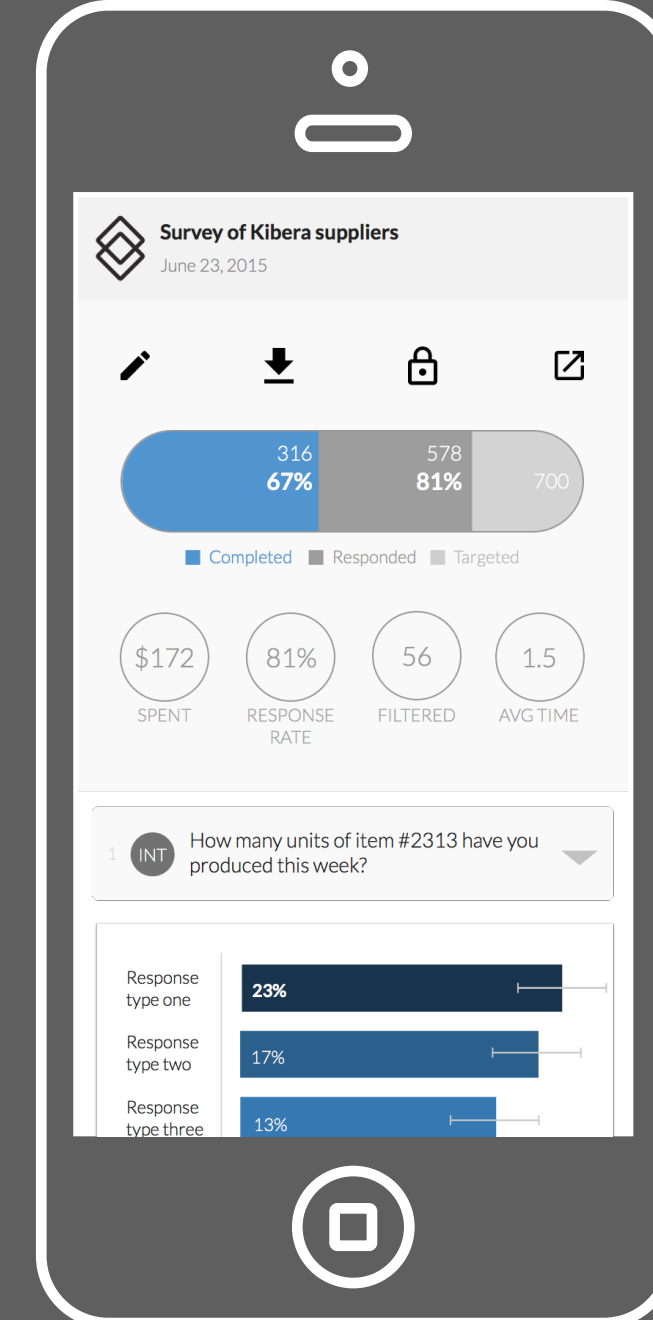 Survey of Kibera suppliers
June 23, 2015
316
67%
578
81%
700
Completed
Responded
Targeted
$172
81%
56
1.5
SPENT
RESPONSE
RATE
FILTERED
AVG TIME
1
INT
How many units of item #2313 have you
produced this week?
Response
type one
23%
Response
type two
17%
Response
type three
13%